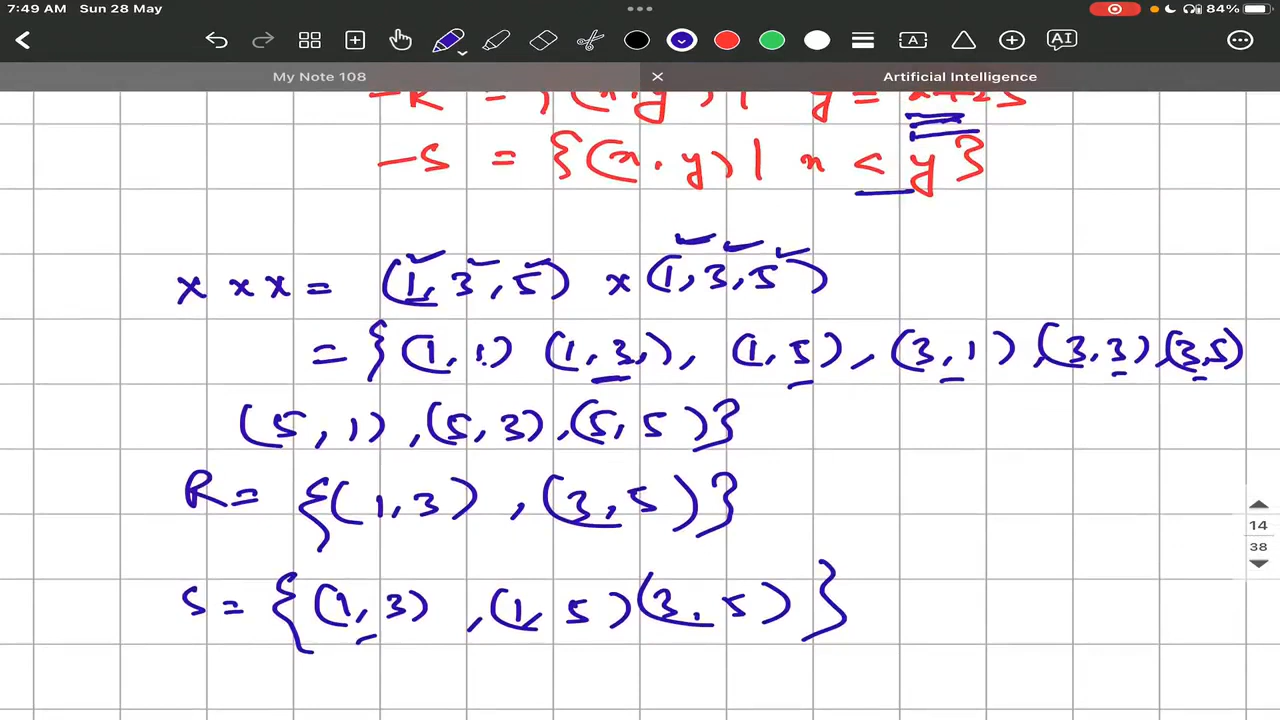 7:49 AM Sun 28 May
84%
AI
My Note 108
Artificial Intelligence
-R = {(x, y) | y = x+2}
-S = {(x, y) | x < y}
x x x = (1, 3, 5) x (1, 3, 5)
= {(1, 1) (1, 3,), (1, 5), (3, 1), (3, 3), (3,5)
(5, 1), (5, 3), (5, 5)}
R = {(1, 3), (3, 5)}
S = {(1, 3), (1, 5)(3, 5)}
14
38